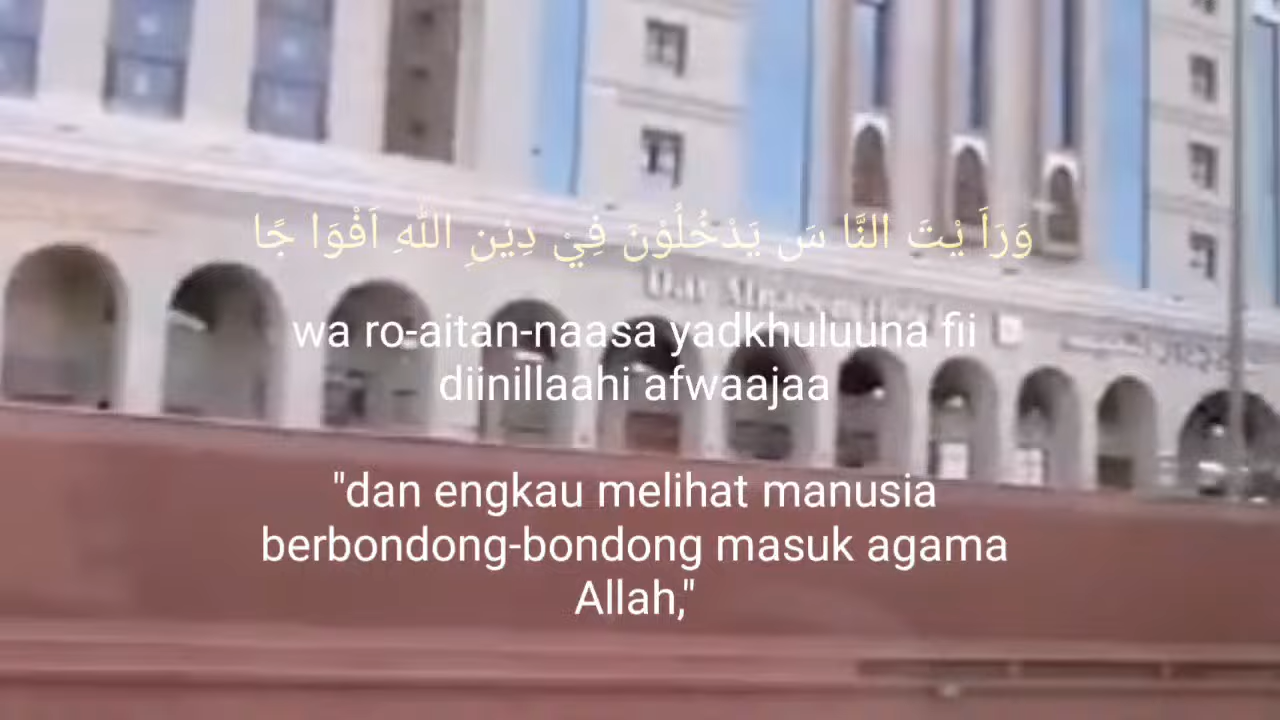 وَرَاَ يْتَ النَّا سَ يَدْخُلُوْنَ فِيْ دِيْنِ اللّٰهِ اَفْوَا جًا
wa ro-aitan-naasa yadkhuluuna fii
diinillaahi afwaajaa
"dan engkau melihat manusia
berbondong-bondong masuk agama
Allah,"